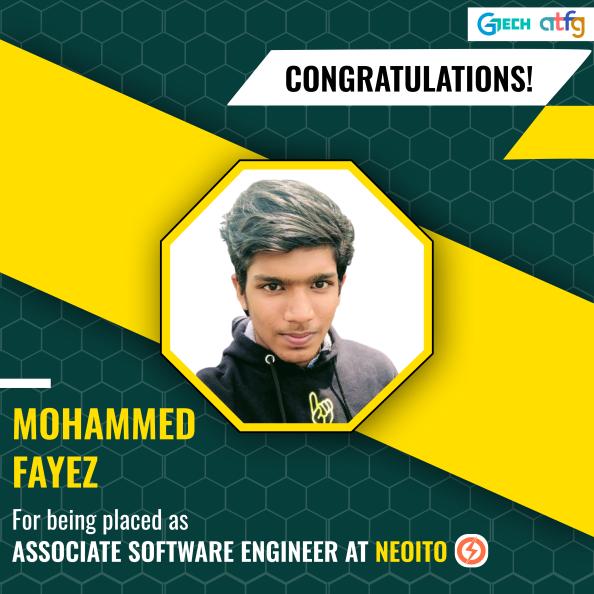 GTECH atfg
CONGRATULATIONS!
MOHAMMED
FAYEZ
For being placed as
ASSOCIATE SOFTWARE ENGINEER AT NEOITO